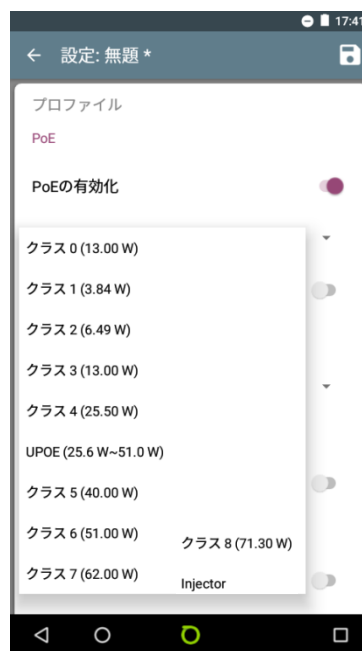 17:41
設定: 無題 *
プロファイル
PoE
PoEの有効化
クラス 0 (13.00 W)
クラス 1 (3.84 W)
クラス 2 (6.49 W)
クラス 3 (13.00 W)
クラス 4 (25.50 W)
UPOE (25.6 W~51.0 W)
クラス 5 (40.00 W)
クラス 6 (51.00 W)
クラス 7 (62.00 W)
クラス 8 (71.30 W)
Injector